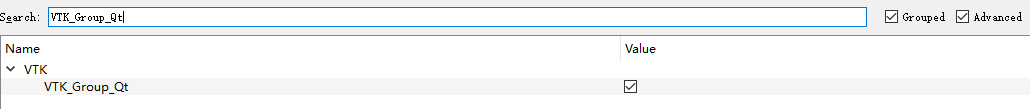 Search: VTK_Group_Qt Grouped Advanced
Name Value
VTK
VTK_Group_Qt